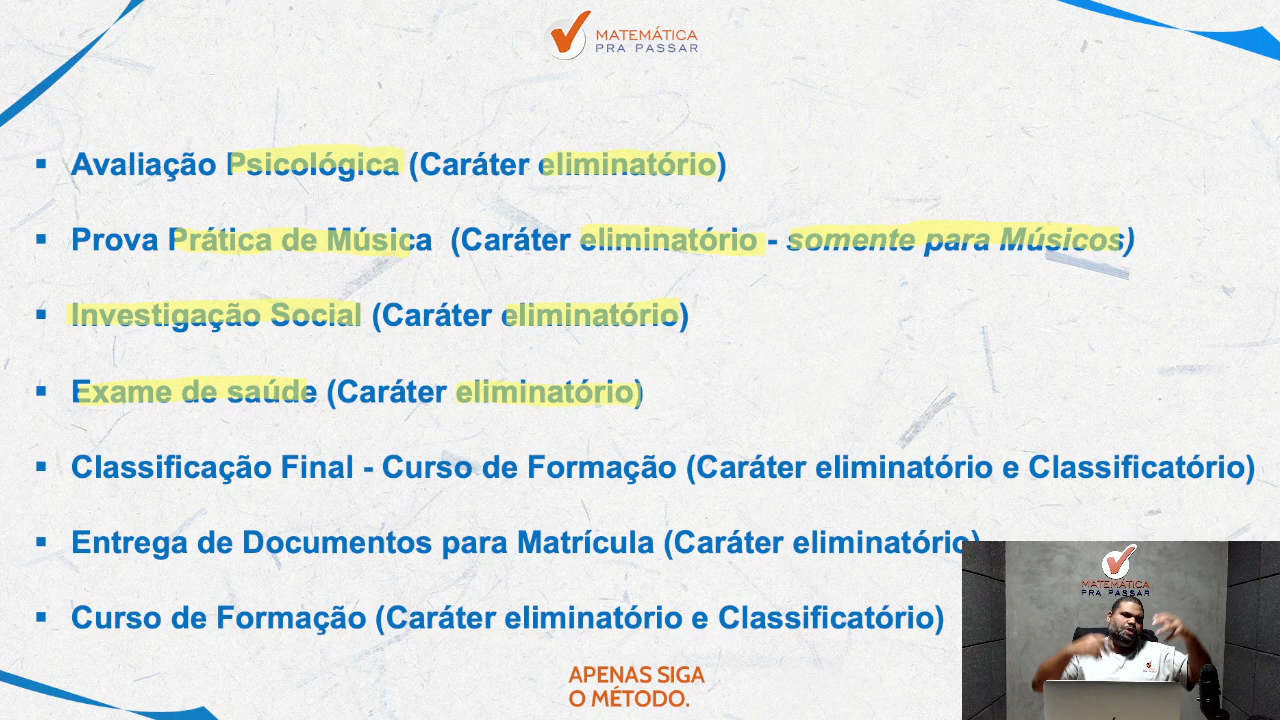 MATEMÁTICA
PRA PASSAR
▪ Avaliação Psicológica (Caráter eliminatório)
▪ Prova Prática de Música (Caráter eliminatório - somente para Músicos)
▪ Investigação Social (Caráter eliminatório)
▪ Exame de saúde (Caráter eliminatório)
▪ Classificação Final - Curso de Formação (Caráter eliminatório e Classificatório)
▪ Entrega de Documentos para Matrícula (Caráter eliminatório)
▪ Curso de Formação (Caráter eliminatório e Classificatório)
MATEMÁTICA
PRA PASSAR
APENAS SIGA
O MÉTODO.